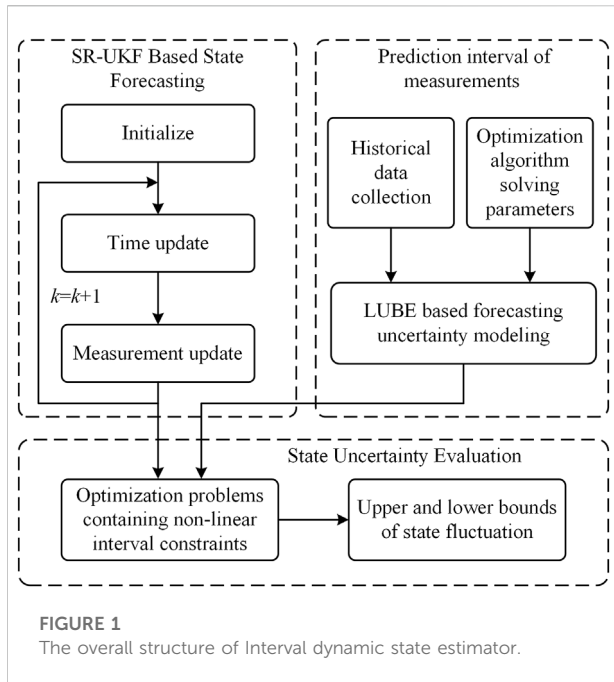 SR-UKF Based State
Forecasting
Initialize
Time update
k=k+1
Measurement update
Prediction interval of
measurements
Historical
data
collection
Optimization
algorithm
solving
parameters
LUBE based forecasting
uncertainty modeling
State Uncertainty Evaluation
Optimization problems
containing non-linear
interval constraints
Upper and lower bounds
of state fluctuation
FIGURE 1
The overall structure of Interval dynamic state estimator.